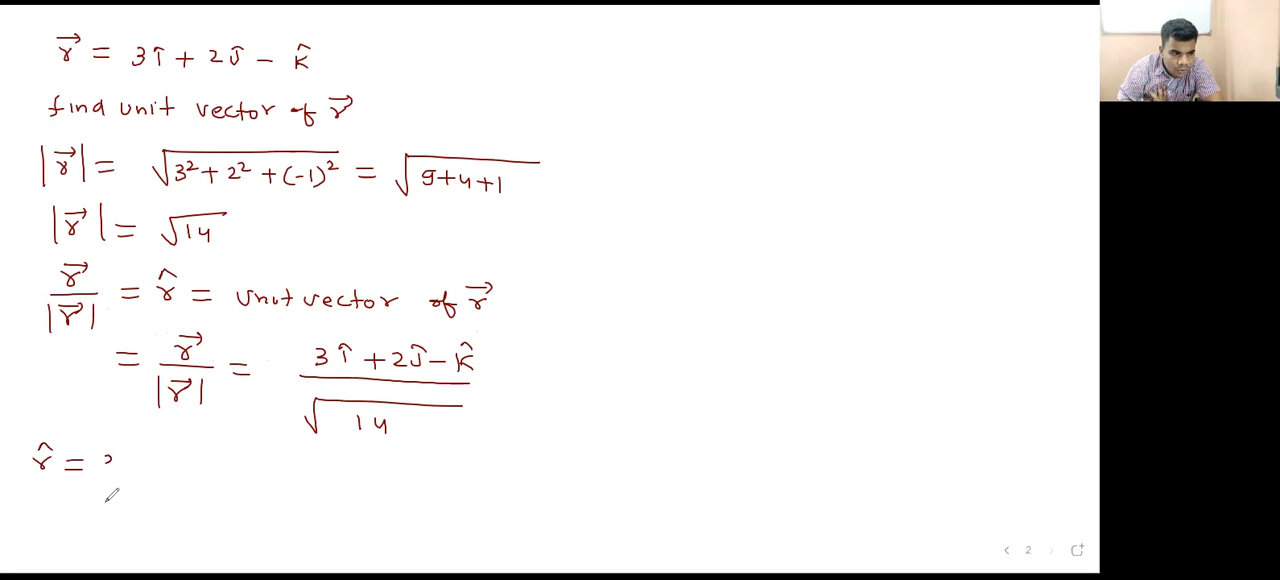 r⃗ = 3î + 2ĵ - k̂
find unit vector of r⃗
|r⃗| = √(3² + 2² + (-1)²) = √(9+4+1)
|r⃗| = √14
r⃗/|r⃗| = r̂ = unit vector of r⃗
= r⃗/|r⃗| = (3î + 2ĵ - k̂)/√14
r̂ =
2